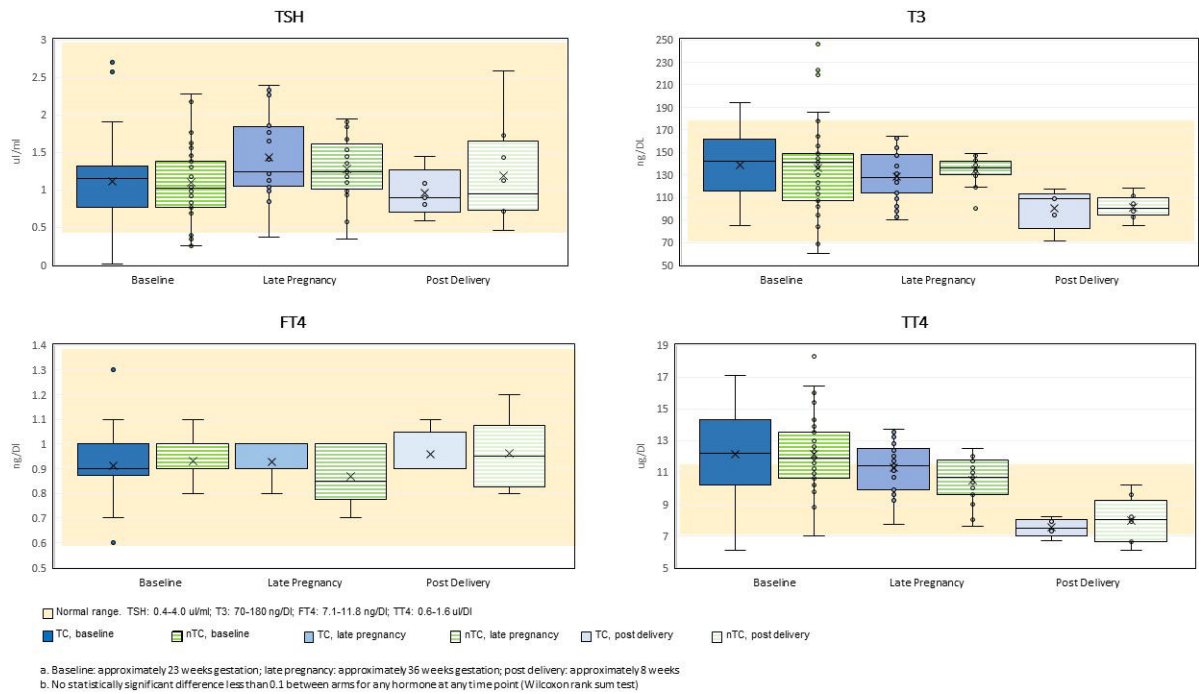 TSH
3
2.5
2
1.5
1
0.5
0
uI/ml
Baseline Late Pregnancy Post Delivery
T3
250
230
210
190
170
150
130
110
90
70
50
ng/DL
Baseline Late Pregnancy Post Delivery
FT4
1.4
1.3
1.2
1.1
1
0.9
0.8
0.7
0.6
0.5
ng/Dl
Baseline Late Pregnancy Post Delivery
TT4
19
17
15
13
11
9
7
5
ug/Dl
Baseline Late Pregnancy Post Delivery
Normal range. TSH: 0.4-4.0 uI/ml; T3: 70-180 ng/Dl; FT4: 7.1-11.8 ng/Dl; TT4: 0.6-1.6 ul/Dl
TC, baseline nTC, baseline TC, late pregnancy nTC, late pregnancy TC, post delivery nTC, post delivery
a. Baseline: approximately 23 weeks gestation; late pregnancy: approximately 36 weeks gestation; post delivery: approximately 8 weeks
b. No statistically significant difference less than 0.1 between arms for any hormone at any time point (Wilcoxon rank sum test)